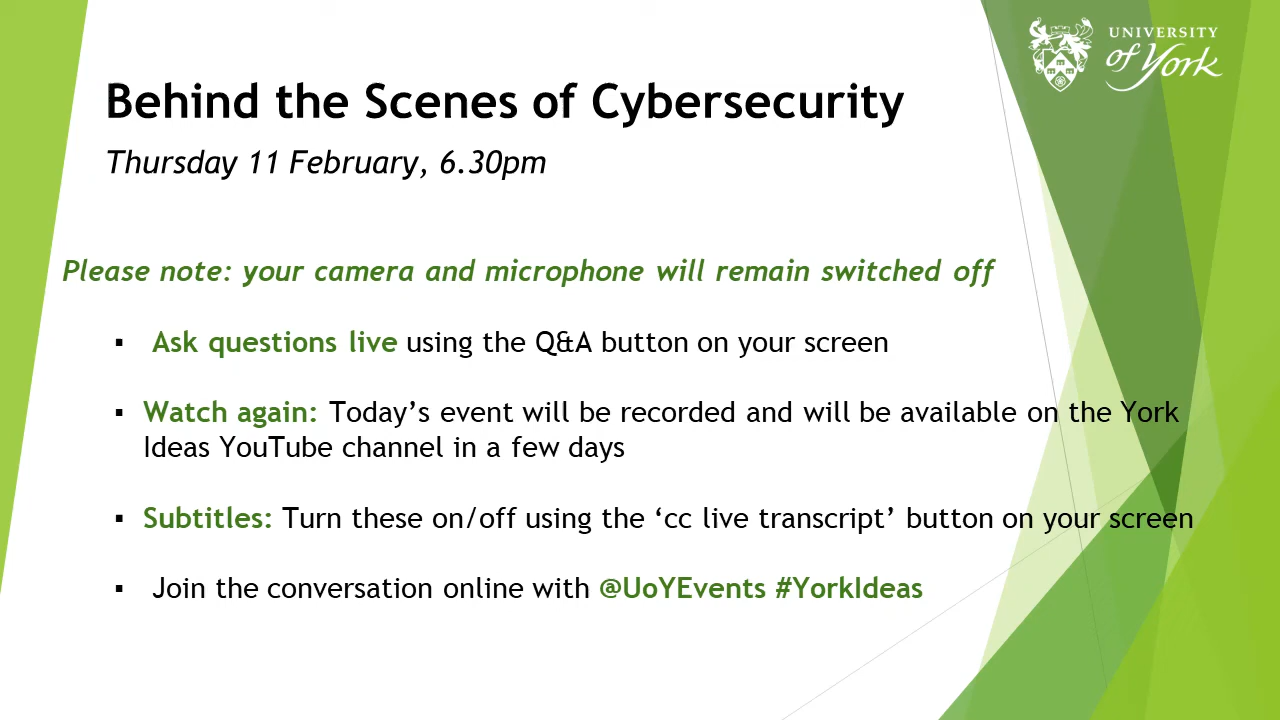 UNIVERSITY
of York
Behind the Scenes of Cybersecurity
Thursday 11 February, 6.30pm
Please note: your camera and microphone will remain switched off
▪ Ask questions live using the Q&A button on your screen
▪ Watch again: Today’s event will be recorded and will be available on the York
Ideas YouTube channel in a few days
▪ Subtitles: Turn these on/off using the ‘cc live transcript’ button on your screen
▪ Join the conversation online with @UoYEvents #YorkIdeas